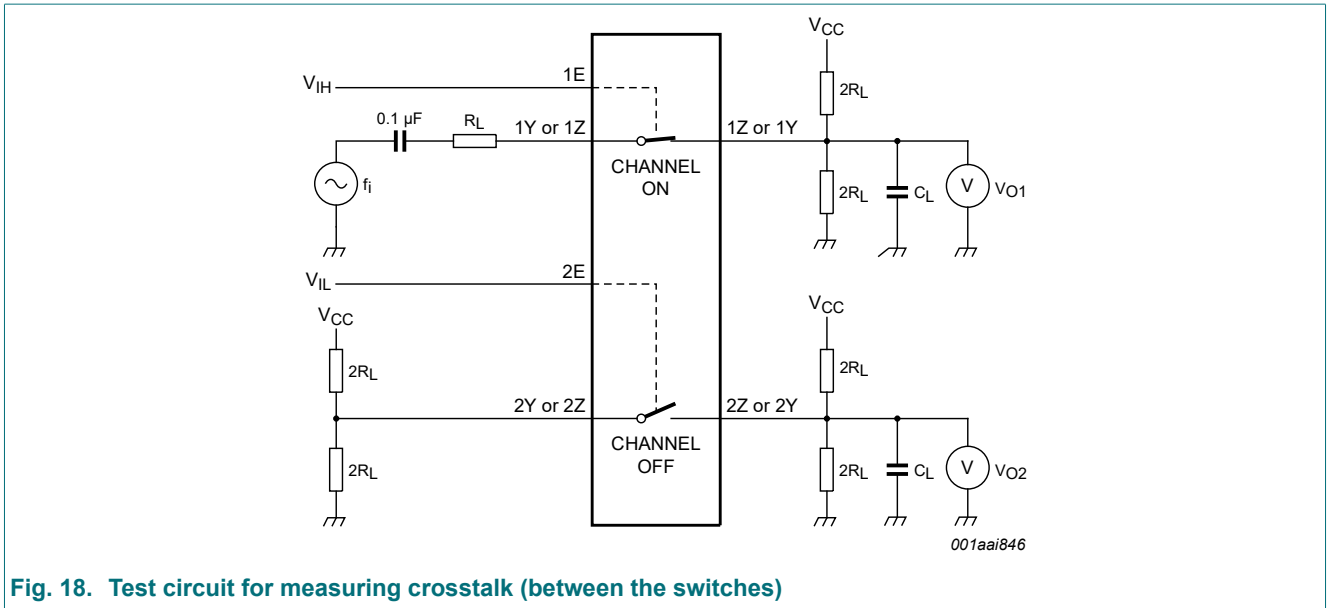 VCC
1E
VIH
2RL
0.1 µF
RL
1Y or 1Z
1Z or 1Y
fi
CHANNEL
ON
2RL
CL
V
VO1
2E
VIL
VCC
VCC
2RL
2RL
2Y or 2Z
2Z or 2Y
CHANNEL
OFF
2RL
2RL
CL
V
VO2
001aai846
Fig. 18. Test circuit for measuring crosstalk (between the switches)